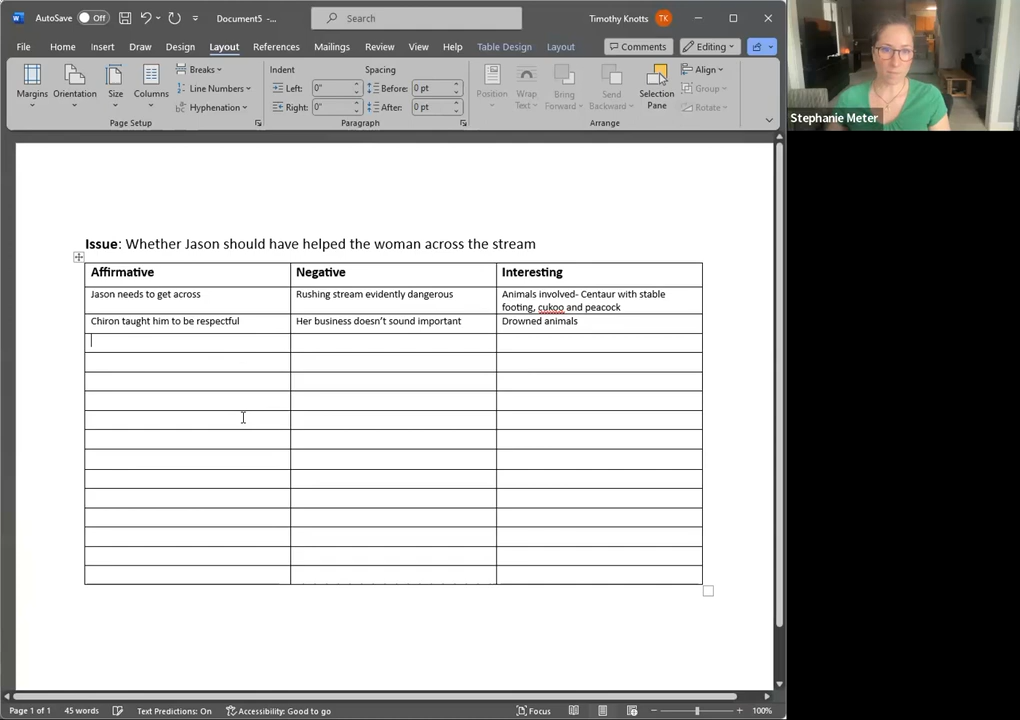 AutoSave Off Document5 -... Search Timothy Knotts TK
File Home Insert Draw Design Layout References Mailings Review View Help Table Design Layout Comments Editing
Margins Orientation Size Columns Breaks Line Numbers Hyphenation
Indent Spacing
Left: 0" Before: 0 pt
Right: 0" After: 0 pt
Position Wrap Text Bring Forward Send Backward Selection Pane Align Group Rotate
Page Setup Paragraph Arrange
Stephanie Meter
Issue: Whether Jason should have helped the woman across the stream
Affirmative Negative Interesting
Jason needs to get across Rushing stream evidently dangerous Animals involved- Centaur with stable
footing, cukoo and peacock
Chiron taught him to be respectful Her business doesn't sound important Drowned animals
Page 1 of 1 45 words Text Predictions: On Accessibility: Good to go Focus 100%